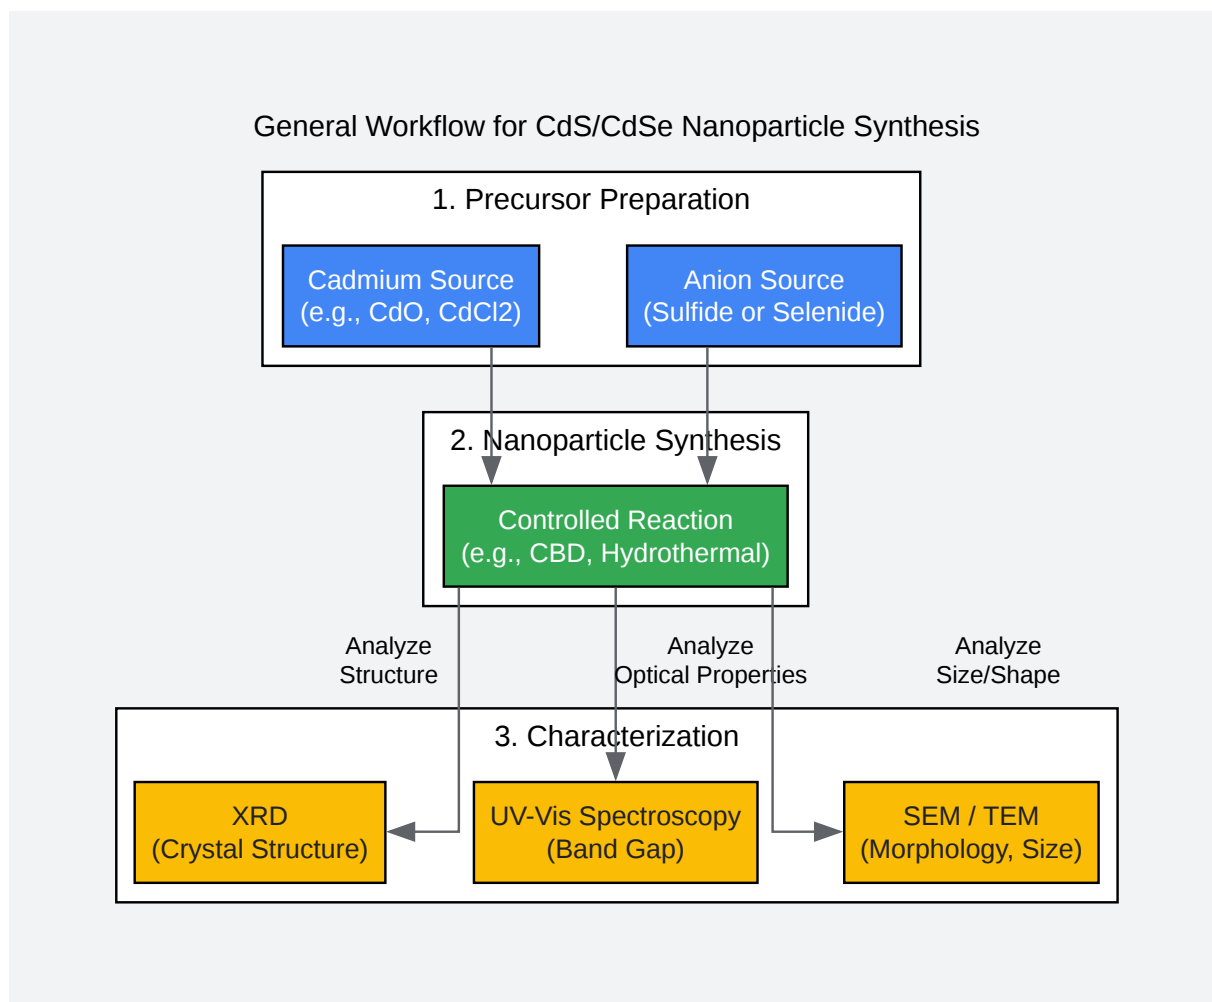 General Workflow for CdS/CdSe Nanoparticle Synthesis
1. Precursor Preparation
Cadmium Source
(e.g., CdO, CdCl2)
Anion Source
(Sulfide or Selenide)
2. Nanoparticle Synthesis
Controlled Reaction
(e.g., CBD, Hydrothermal)
Analyze
Structure
Analyze
Optical Properties
Analyze
Size/Shape
3. Characterization
XRD
(Crystal Structure)
UV-Vis Spectroscopy
(Band Gap)
SEM / TEM
(Morphology, Size)